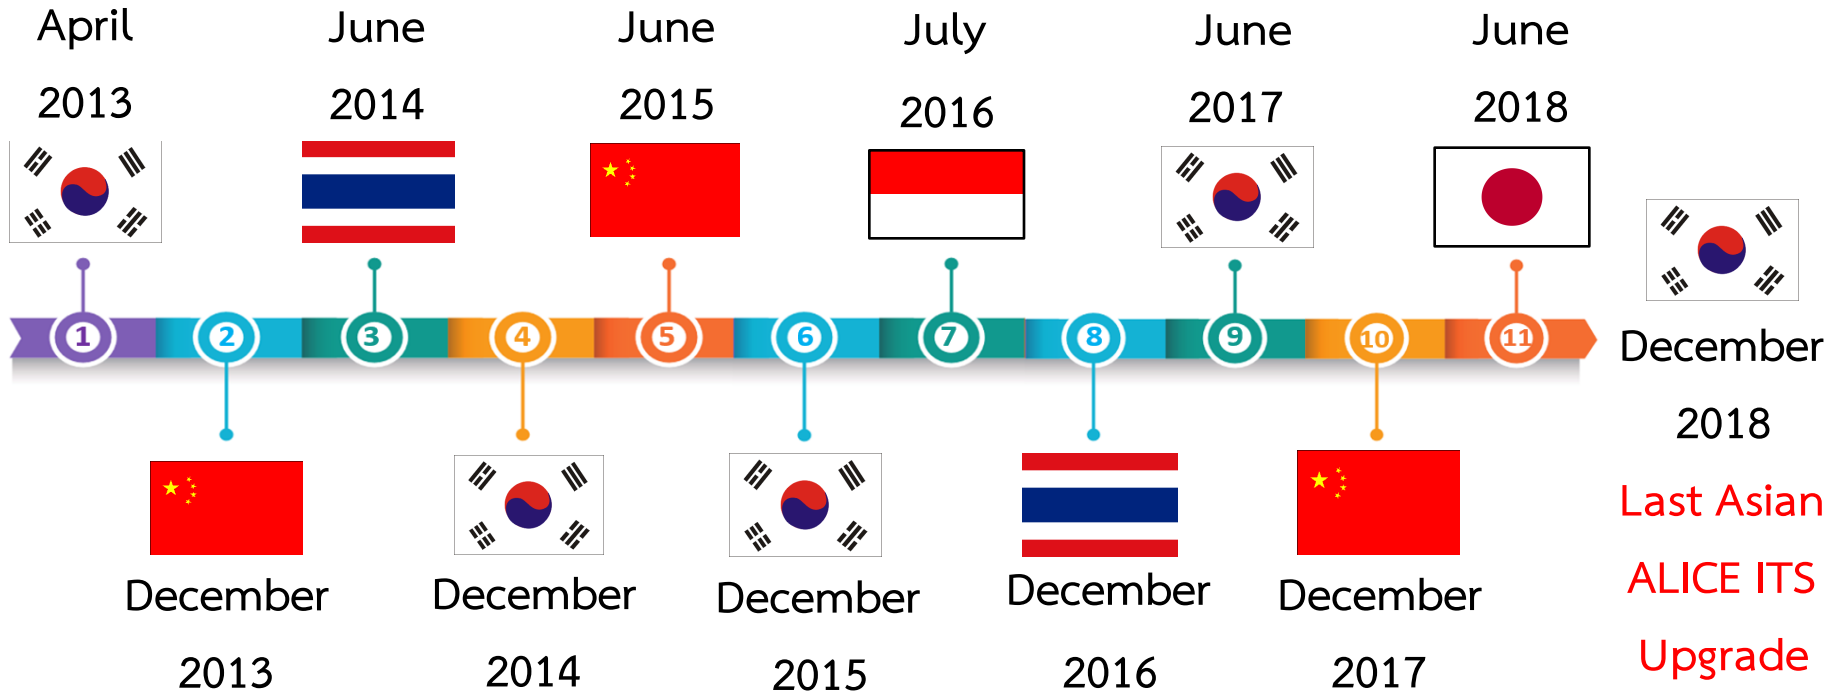 April
2013
June
2014
June
2015
July
2016
June
2017
June
2018
1
2
3
4
5
6
7
8
9
10
11
December
2013
December
2014
December
2015
December
2016
December
2017
December
2018
Last Asian
ALICE ITS
Upgrade